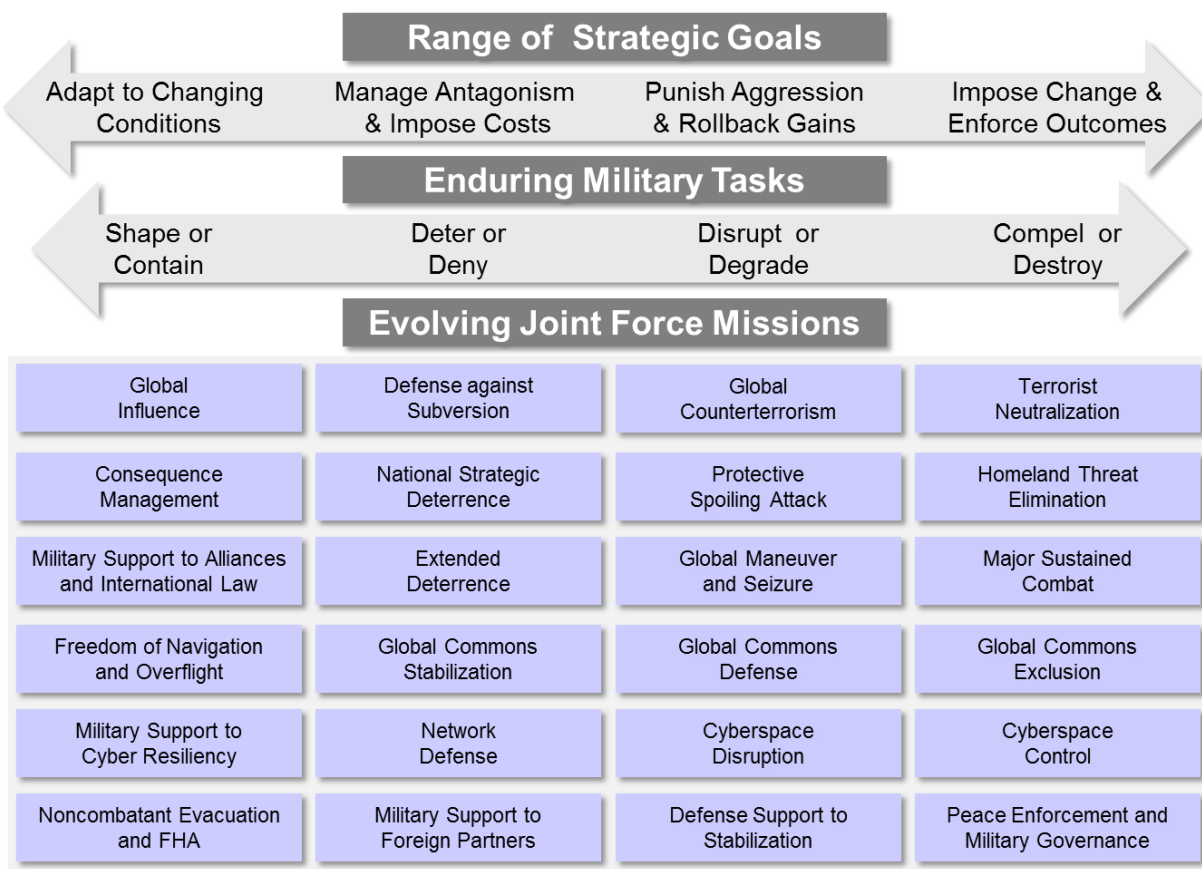 Range of Strategic Goals
Adapt to Changing
Conditions
Manage Antagonism
& Impose Costs
Punish Aggression
& Rollback Gains
Impose Change &
Enforce Outcomes
Enduring Military Tasks
Shape or
Contain
Deter or
Deny
Disrupt or
Degrade
Compel or
Destroy
Evolving Joint Force Missions
Global
Influence
Defense against
Subversion
Global
Counterterrorism
Terrorist
Neutralization
Consequence
Management
National Strategic
Deterrence
Protective
Spoiling Attack
Homeland Threat
Elimination
Military Support to Alliances
and International Law
Extended
Deterrence
Global Maneuver
and Seizure
Major Sustained
Combat
Freedom of Navigation
and Overflight
Global Commons
Stabilization
Global Commons
Defense
Global Commons
Exclusion
Military Support to
Cyber Resiliency
Network
Defense
Cyberspace
Disruption
Cyberspace
Control
Noncombatant Evacuation
and FHA
Military Support to
Foreign Partners
Defense Support to
Stabilization
Peace Enforcement and
Military Governance